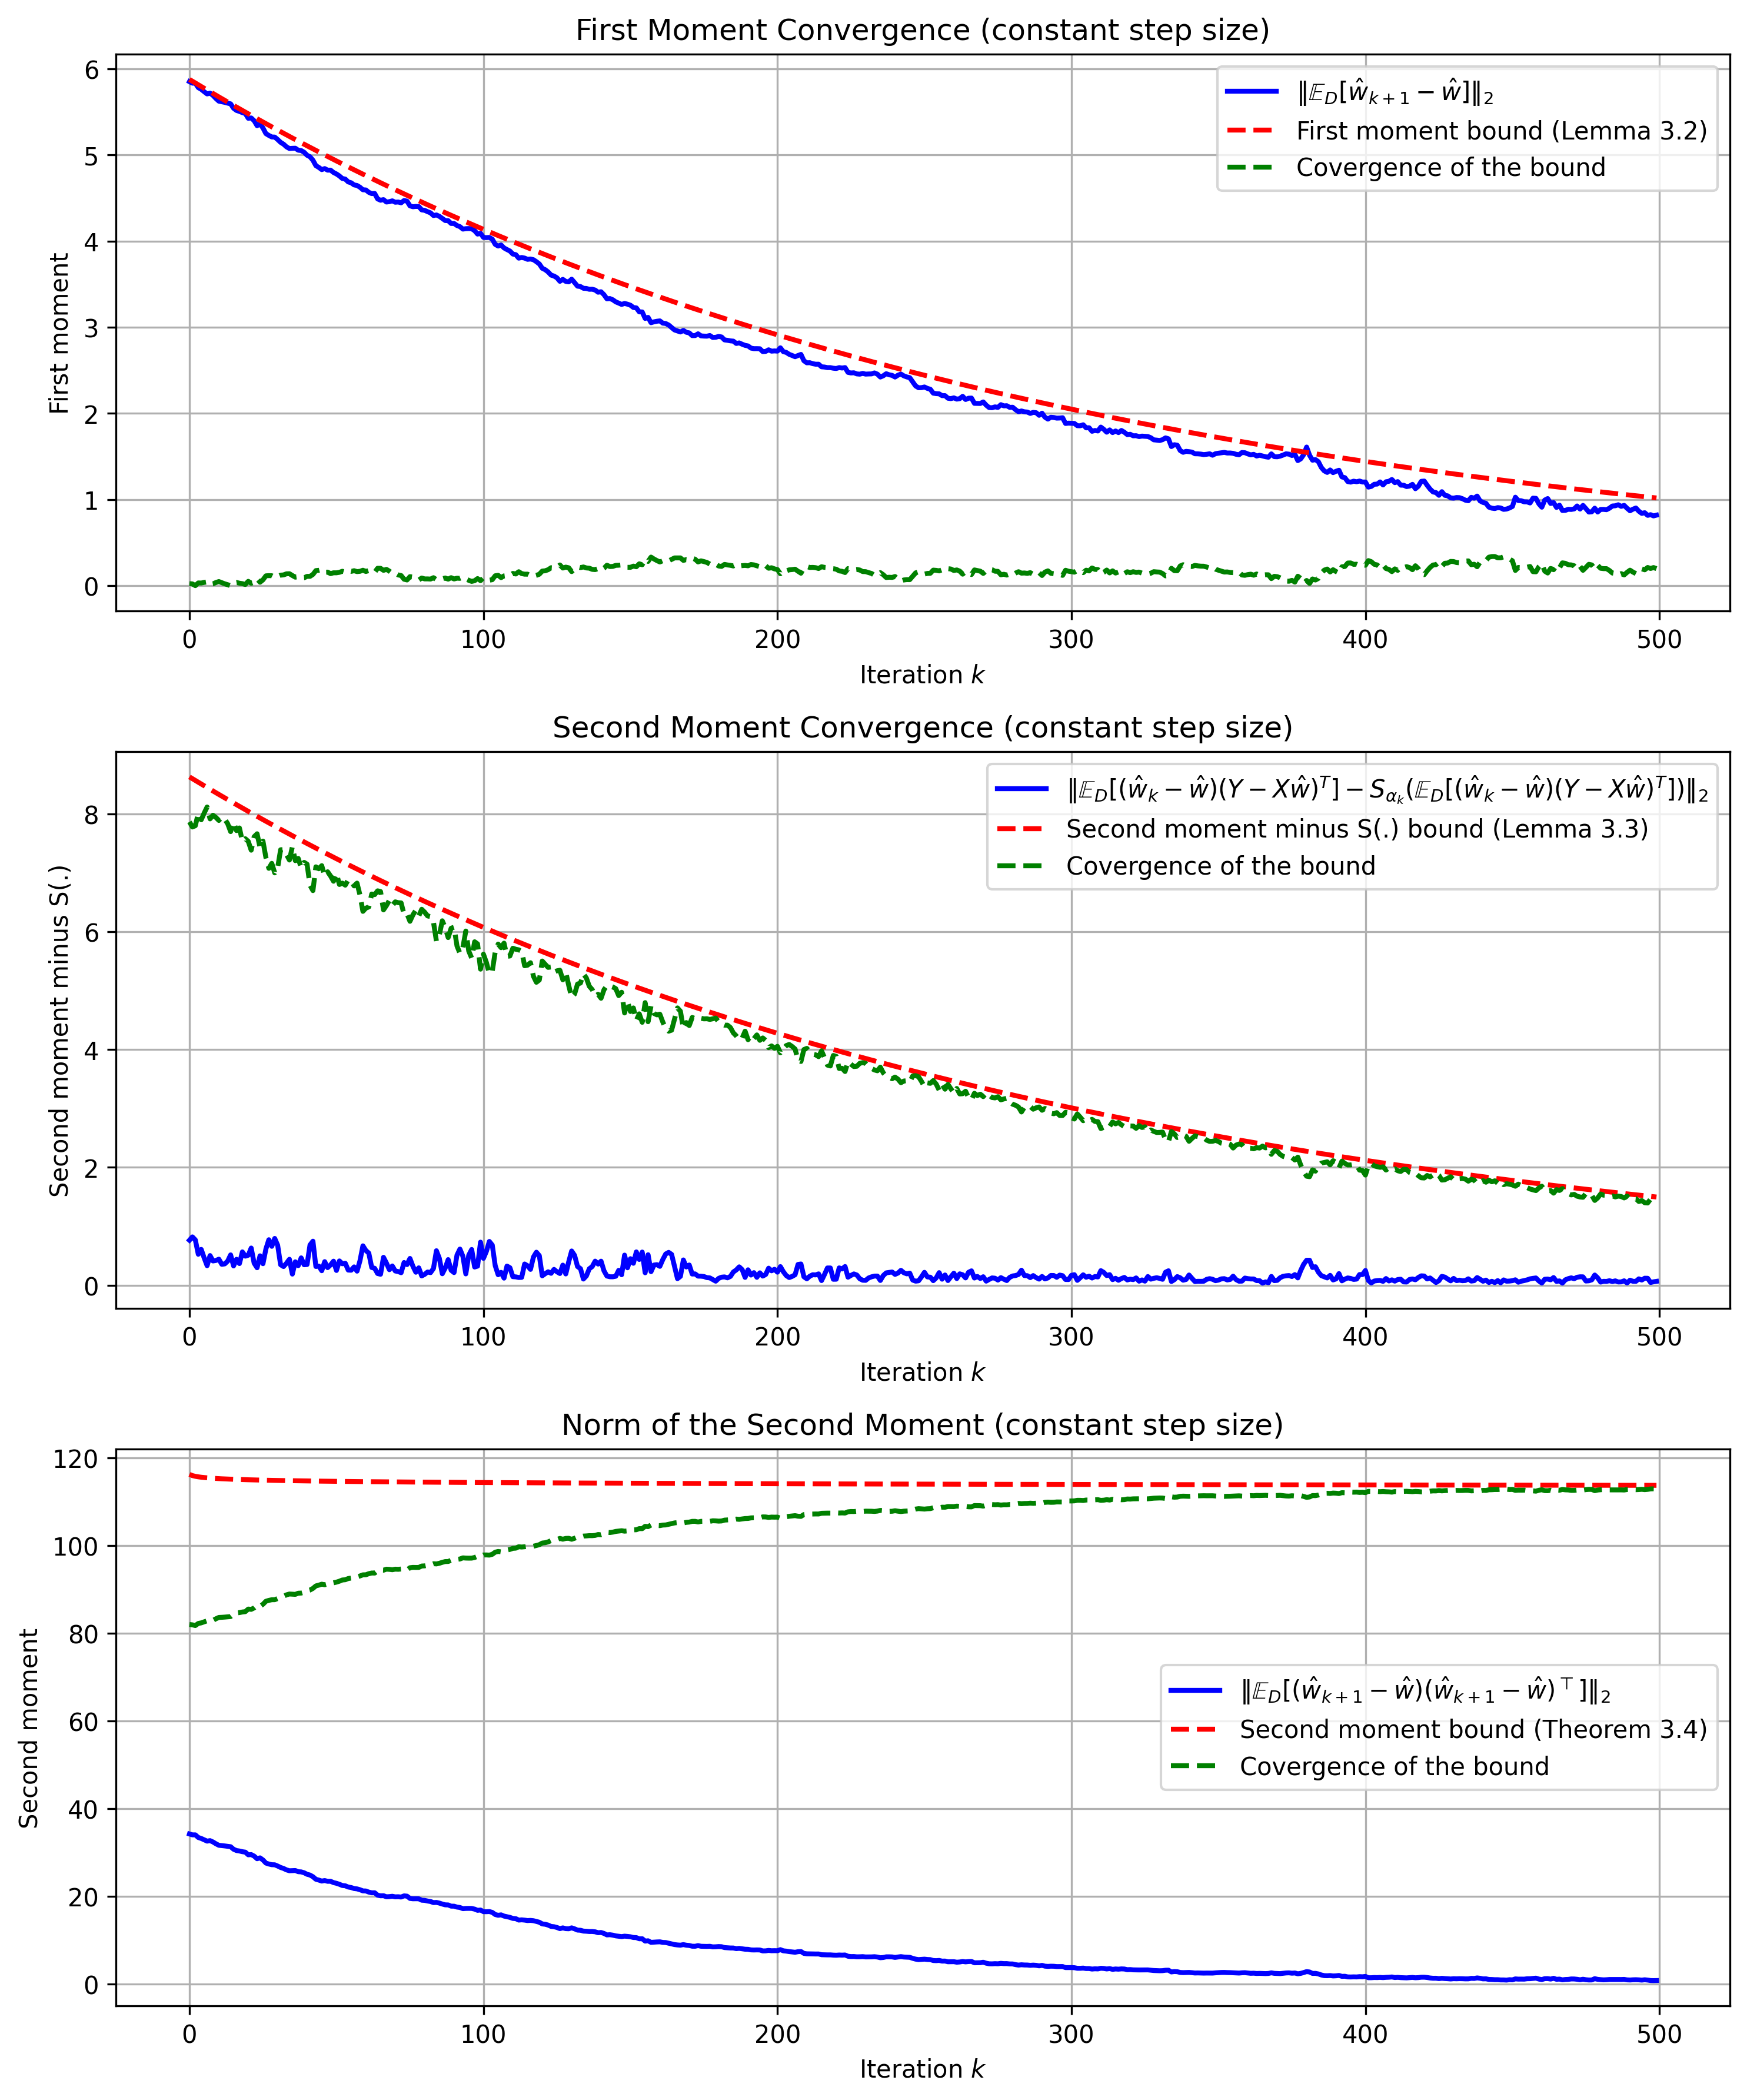 First Moment Convergence (constant step size)
6
5
4
3
2
1
0
First moment
‖𝔼_D[ŵ_{k+1} − ŵ]‖₂
First moment bound (Lemma 3.2)
Covergence of the bound
0 100 200 300 400 500
Iteration k
Second Moment Convergence (constant step size)
8
6
4
2
0
Second moment minus S(.)
‖𝔼_D[(ŵ_k − ŵ)(Y − Xŵ)^T] − S_{α_k}(𝔼_D[(ŵ_k − ŵ)(Y − Xŵ)^T])‖₂
Second moment minus S(.) bound (Lemma 3.3)
Covergence of the bound
0 100 200 300 400 500
Iteration k
Norm of the Second Moment (constant step size)
120
100
80
60
40
20
0
Second moment
‖𝔼_D[(ŵ_{k+1} − ŵ)(ŵ_{k+1} − ŵ)^⊤]‖₂
Second moment bound (Theorem 3.4)
Covergence of the bound
0 100 200 300 400 500
Iteration k